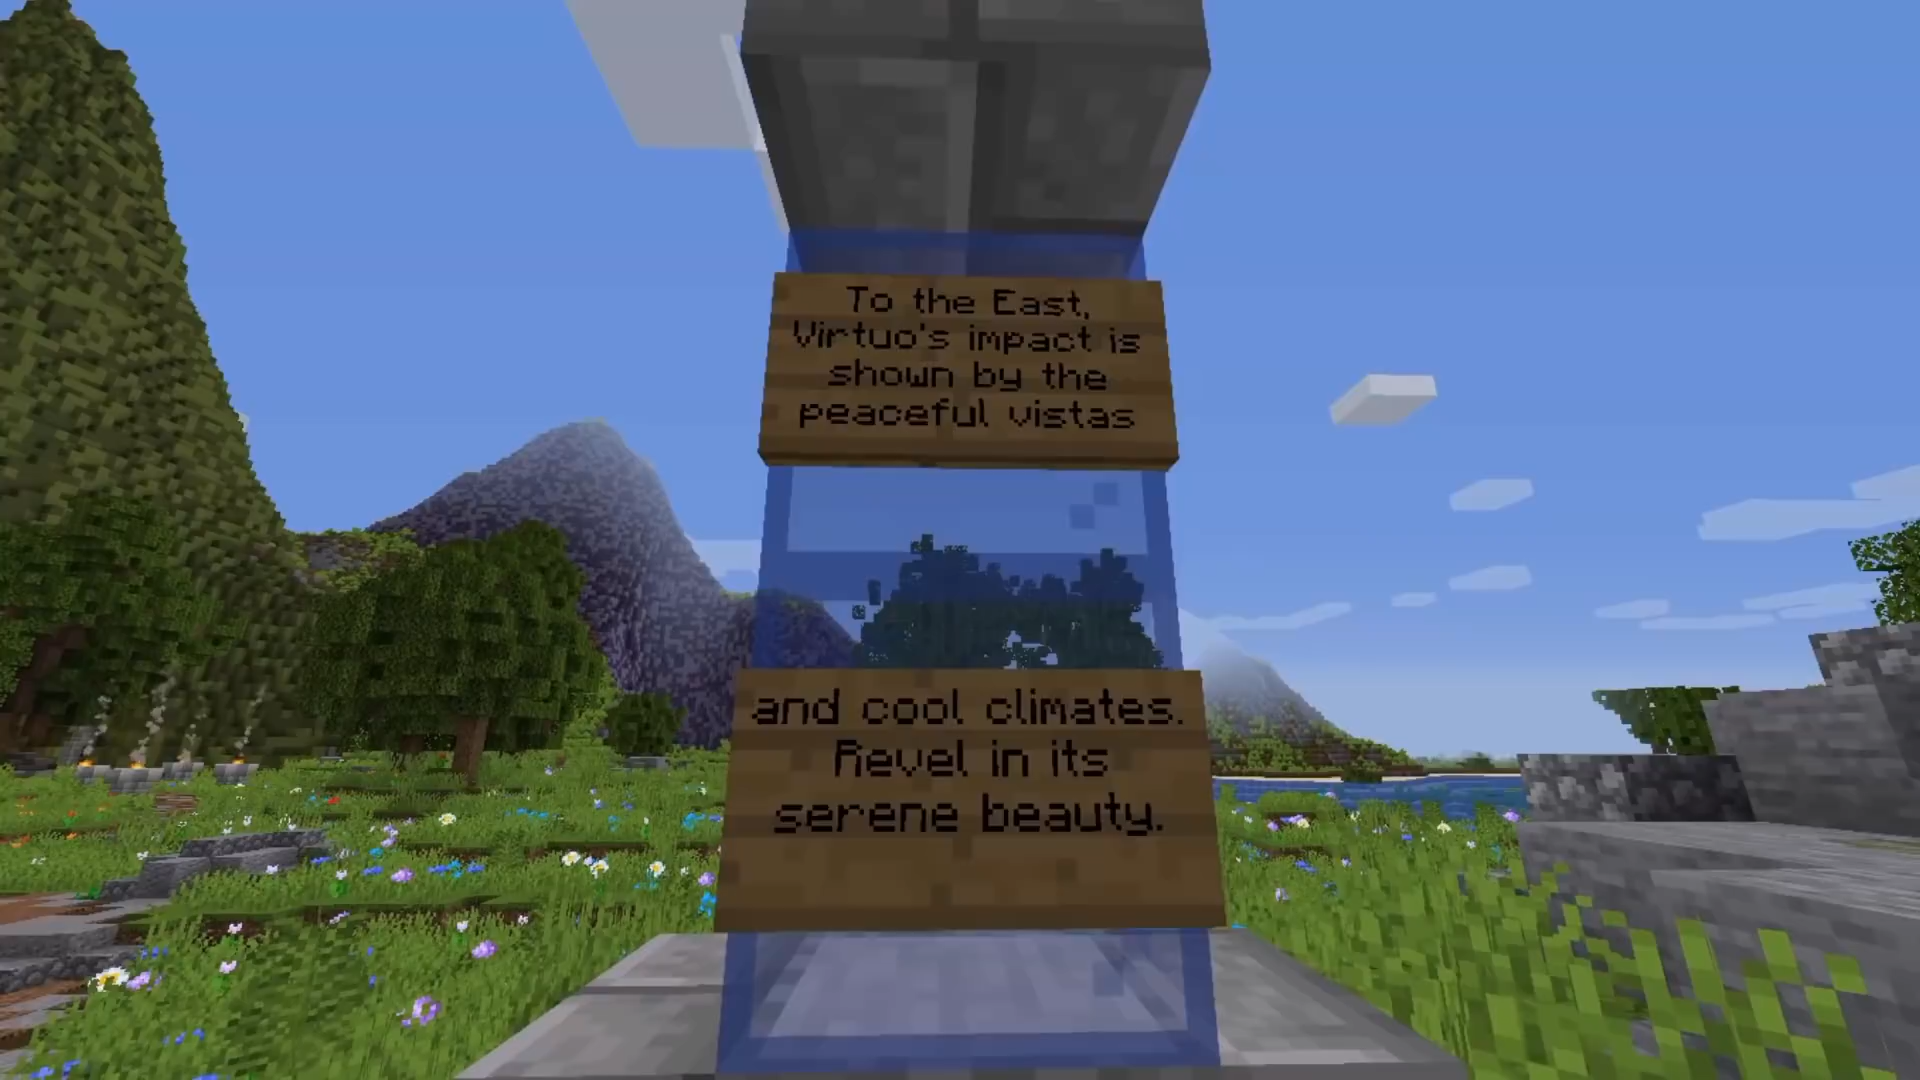 To the East,
Virtuo's impact is
shown by the
peaceful vistas
and cool climates.
Revel in its
serene beauty.